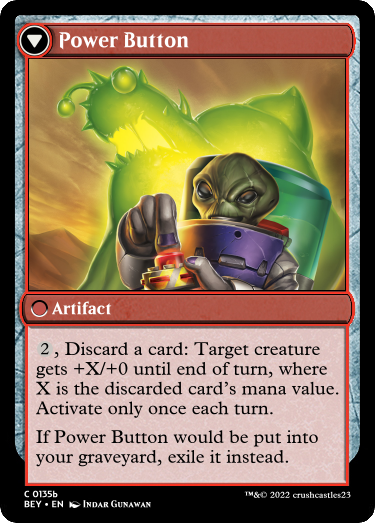 Power Button
Artifact
2, Discard a card: Target creature
gets +X/+0 until end of turn, where
X is the discarded card's mana value.
Activate only once each turn.
If Power Button would be put into
your graveyard, exile it instead.
C 0135b
BEY • EN Indar Gunawan
™&© 2022 crushcastles23